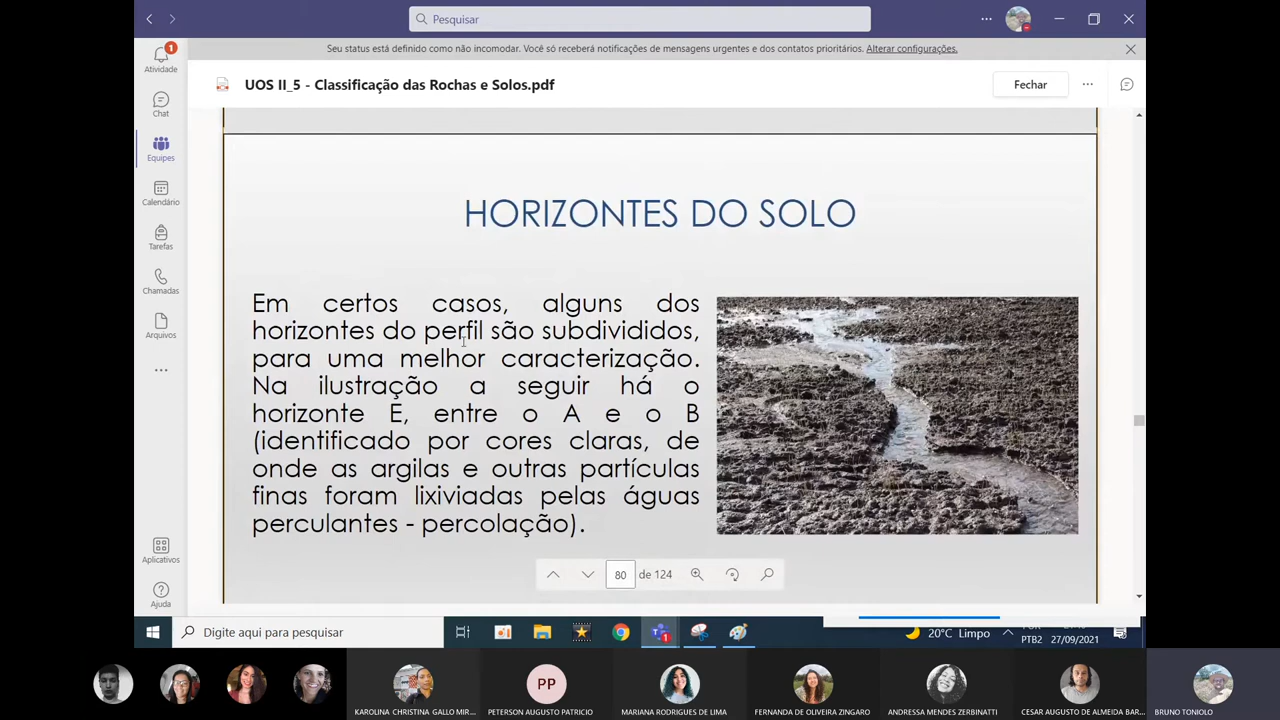 Pesquisar
Seu status está definido como não incomodar. Você só receberá notificações de mensagens urgentes e dos contatos prioritários. Alterar configurações.
1
Atividade
Chat
Equipes
Calendário
Tarefas
Chamadas
Arquivos
Aplicativos
Ajuda
UOS II_5 - Classificação das Rochas e Solos.pdf
Fechar
HORIZONTES DO SOLO
Em certos casos, alguns dos
horizontes do perfil são subdivididos,
para uma melhor caracterização.
Na ilustração a seguir há o
horizonte E, entre o A e o B
(identificado por cores claras, de
onde as argilas e outras partículas
finas foram lixiviadas pelas águas
perculantes - percolação).
80 de 124
Digite aqui para pesquisar
1
20°C Limpo
PTB2
27/09/2021
KAROLINA CHRISTINA GALLO MIR...
PP
PETERSON AUGUSTO PATRICIO
MARIANA RODRIGUES DE LIMA
FERNANDA DE OLIVEIRA ZINGARO
ANDRESSA MENDES ZERBINATTI
CESAR AUGUSTO DE ALMEIDA BAR...
BRUNO TONIOLO